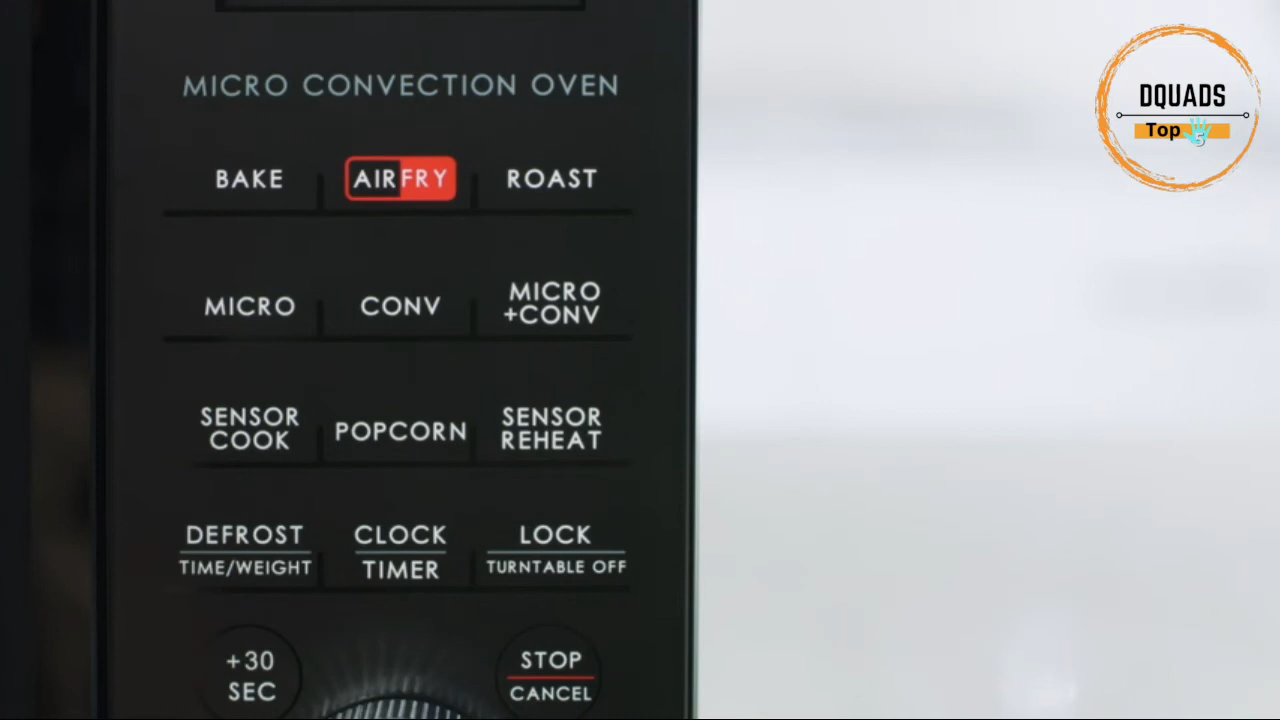 MICRO CONVECTION OVEN
DQUADS
Top 5
BAKE
AIRFRY
ROAST
MICRO
CONV
MICRO
+CONV
SENSOR
COOK
POPCORN
SENSOR
REHEAT
DEFROST
TIME/WEIGHT
CLOCK
TIMER
LOCK
TURNTABLE OFF
+30
SEC
STOP
CANCEL